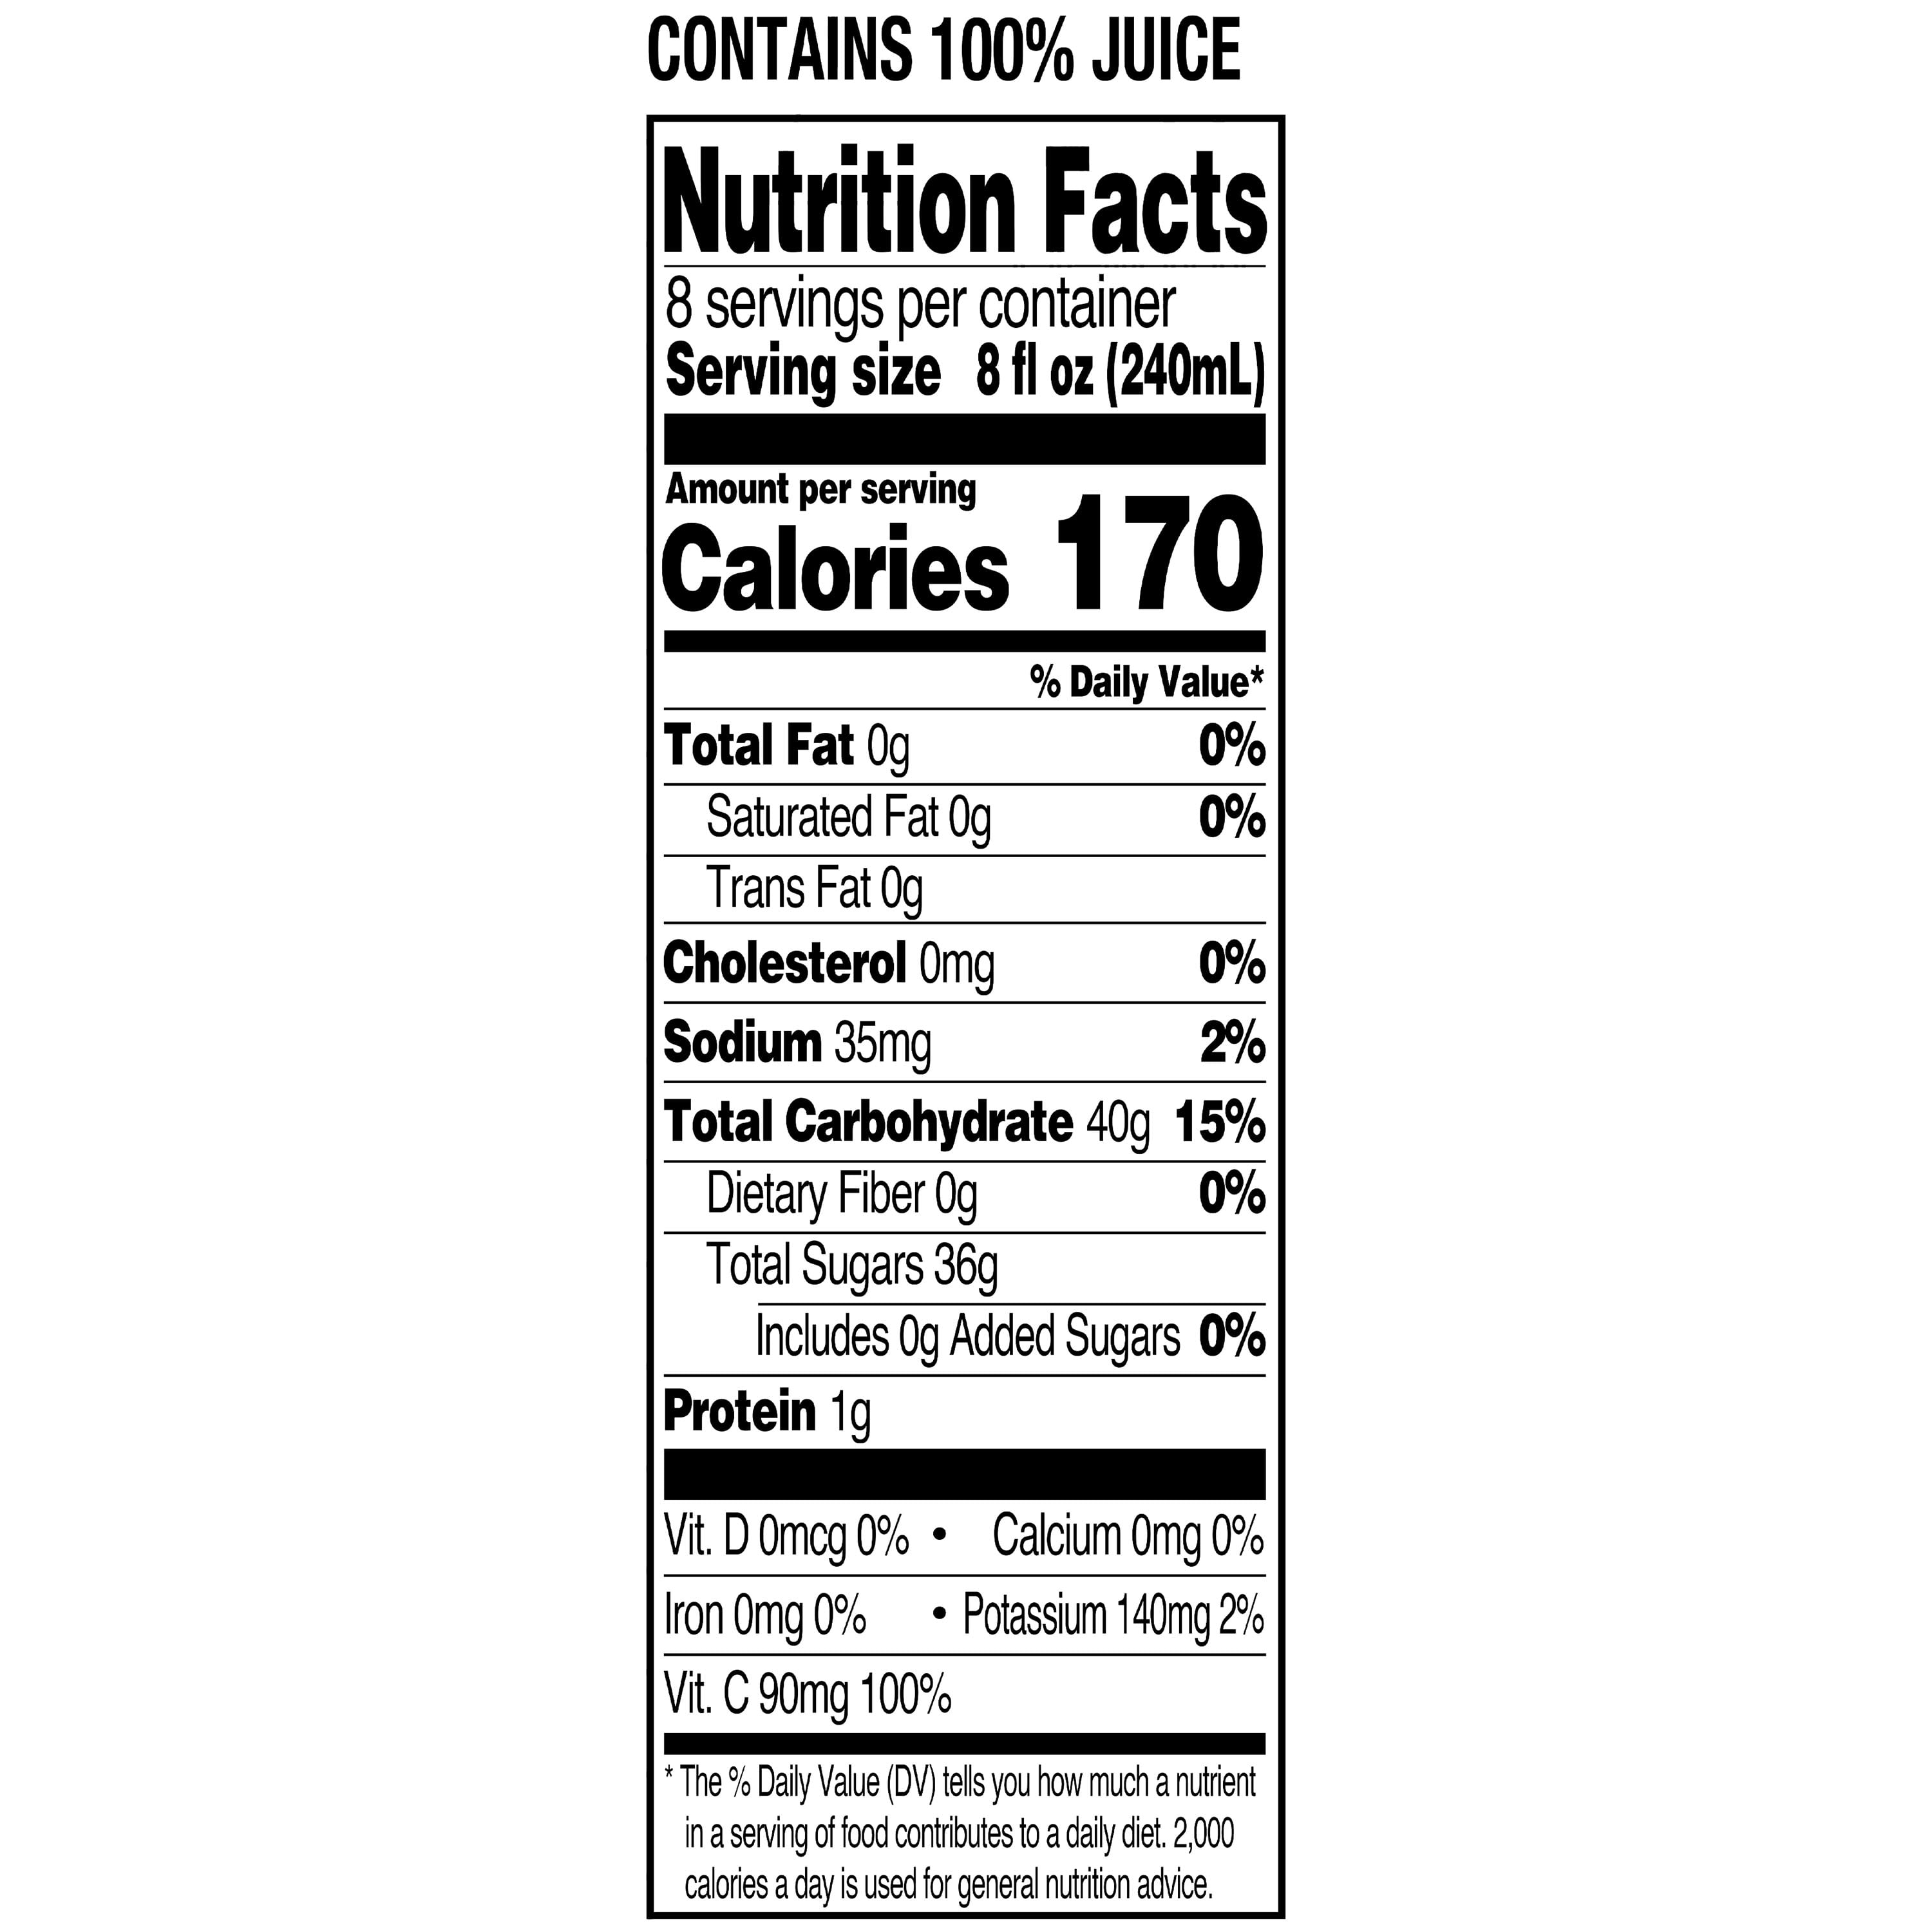 CONTAINS 100% JUICE
Nutrition Facts
8 servings per container
Serving size 8 fl oz (240mL)
Amount per serving
Calories 170
% Daily Value*
Total Fat 0g 0%
Saturated Fat 0g 0%
Trans Fat 0g
Cholesterol 0mg 0%
Sodium 35mg 2%
Total Carbohydrate 40g 15%
Dietary Fiber 0g 0%
Total Sugars 36g
Includes 0g Added Sugars 0%
Protein 1g
Vit. D 0mcg 0% • Calcium 0mg 0%
Iron 0mg 0% • Potassium 140mg 2%
Vit. C 90mg 100%
* The % Daily Value (DV) tells you how much a nutrient
in a serving of food contributes to a daily diet. 2,000
calories a day is used for general nutrition advice.